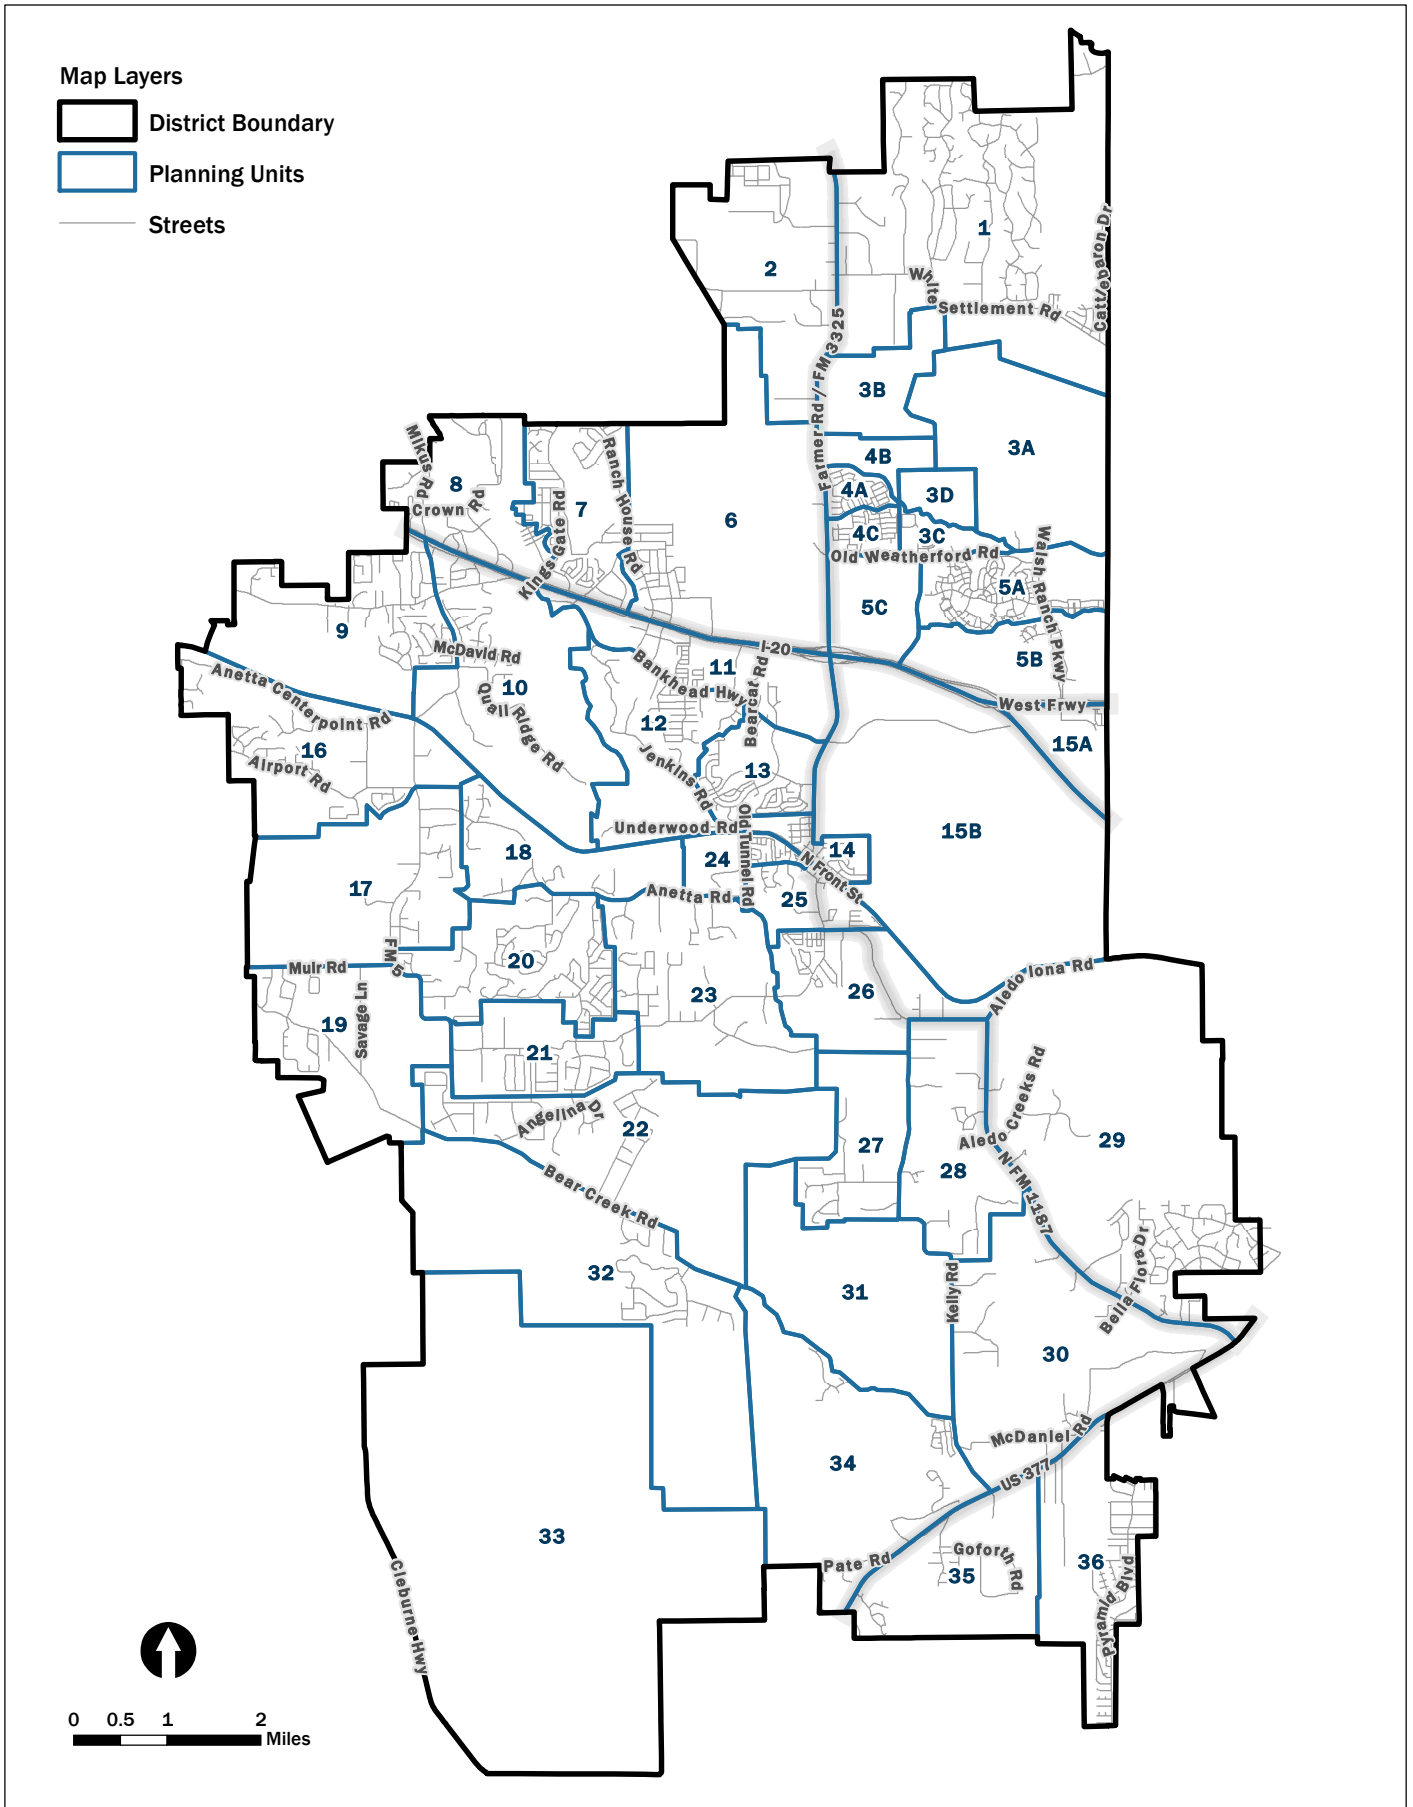 Map Layers
District Boundary
Planning Units
Streets
1
2
Cattlebaron Dr
White
Settlement Rd
Farmer Rd / FM 3325
3B
3A
4B
4A
3D
4C
3C
Old Weatherford Rd
Walsh Ranch Pkwy
5A
5C
5B
Mikus Rd
8
Crown Rd
7
Kings Gate Rd
Ranch House Rd
6
9
McDavid Rd
I-20
11
Bankhead Hwy
Bearcat Rd
West Frwy
15A
Anetta Centerpoint Rd
10
Quail Ridge Rd
12
16
Airport Rd
Jenkins Rd
13
Underwood Rd
Old Tunnel Rd
15B
14
N Front St
18
24
17
Anetta Rd
25
FM 5
Muir Rd
20
23
26
Aledo Iona Rd
19
Savage Ln
21
Aledo Creeks Rd
Angelina Dr
22
27
28
29
N FM 1187
Bear Creek Rd
32
31
Kelly Rd
Bella Flora Dr
30
McDaniel Rd
34
US 377
33
Pate Rd
Goforth Rd
35
36
Pyramid Blvd
Cleburne Hwy
0 0.5 1 2
Miles